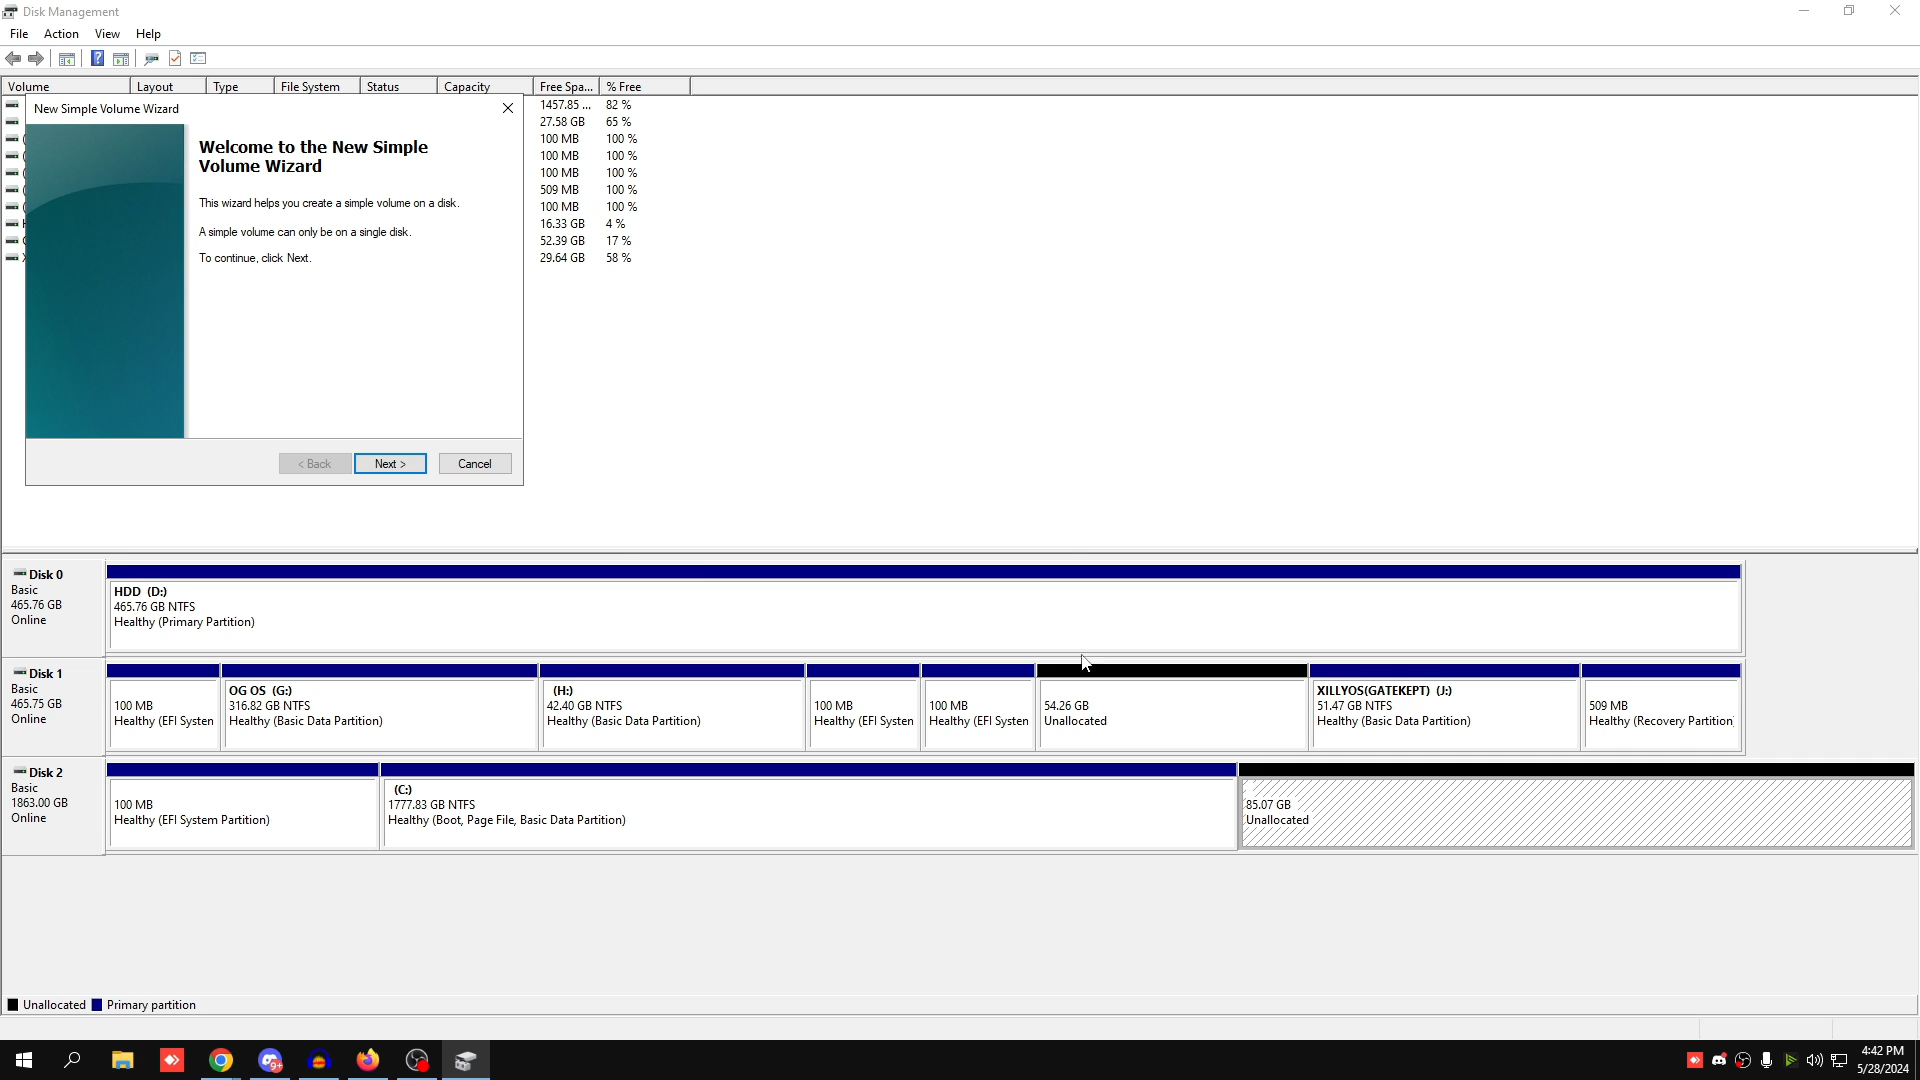 Disk Management
File Action View Help
Volume Layout Type File System Status Capacity Free Spa... % Free
1457.85 ... 82 %
27.58 GB 65 %
100 MB 100 %
100 MB 100 %
100 MB 100 %
509 MB 100 %
100 MB 100 %
16.33 GB 4 %
52.39 GB 17 %
29.64 GB 58 %
New Simple Volume Wizard
Welcome to the New Simple
Volume Wizard
This wizard helps you create a simple volume on a disk.
A simple volume can only be on a single disk.
To continue, click Next.
< Back Next > Cancel
Disk 0
Basic
465.76 GB
Online
HDD (D:)
465.76 GB NTFS
Healthy (Primary Partition)
Disk 1
Basic
465.75 GB
Online
100 MB
Healthy (EFI System
OG OS (G:)
316.82 GB NTFS
Healthy (Basic Data Partition)
(H:)
42.40 GB NTFS
Healthy (Basic Data Partition)
100 MB
Healthy (EFI System
100 MB
Healthy (EFI System
54.26 GB
Unallocated
XILLYOS(GATEKEPT) (J:)
51.47 GB NTFS
Healthy (Basic Data Partition)
509 MB
Healthy (Recovery Partition
Disk 2
Basic
1863.00 GB
Online
100 MB
Healthy (EFI System Partition)
(C:)
1777.83 GB NTFS
Healthy (Boot, Page File, Basic Data Partition)
85.07 GB
Unallocated
Unallocated Primary partition
9+
4:42 PM
5/28/2024